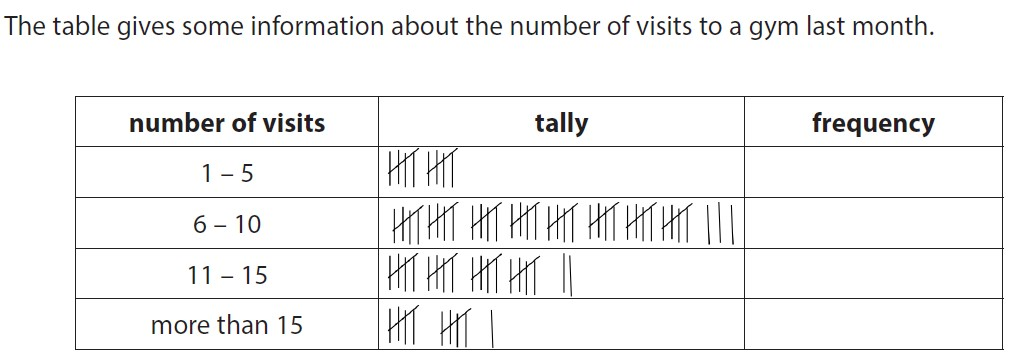 The table gives some information about the number of visits to a gym last month.
number of visits tally frequency
1 – 5
6 – 10
11 – 15
more than 15